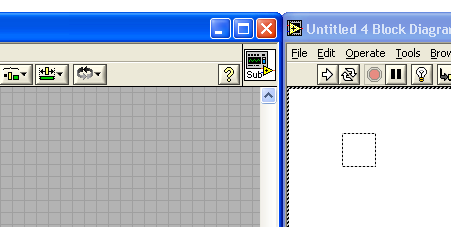 Untitled 4 Block Diagram
File Edit Operate Tools Brow
?
Sub